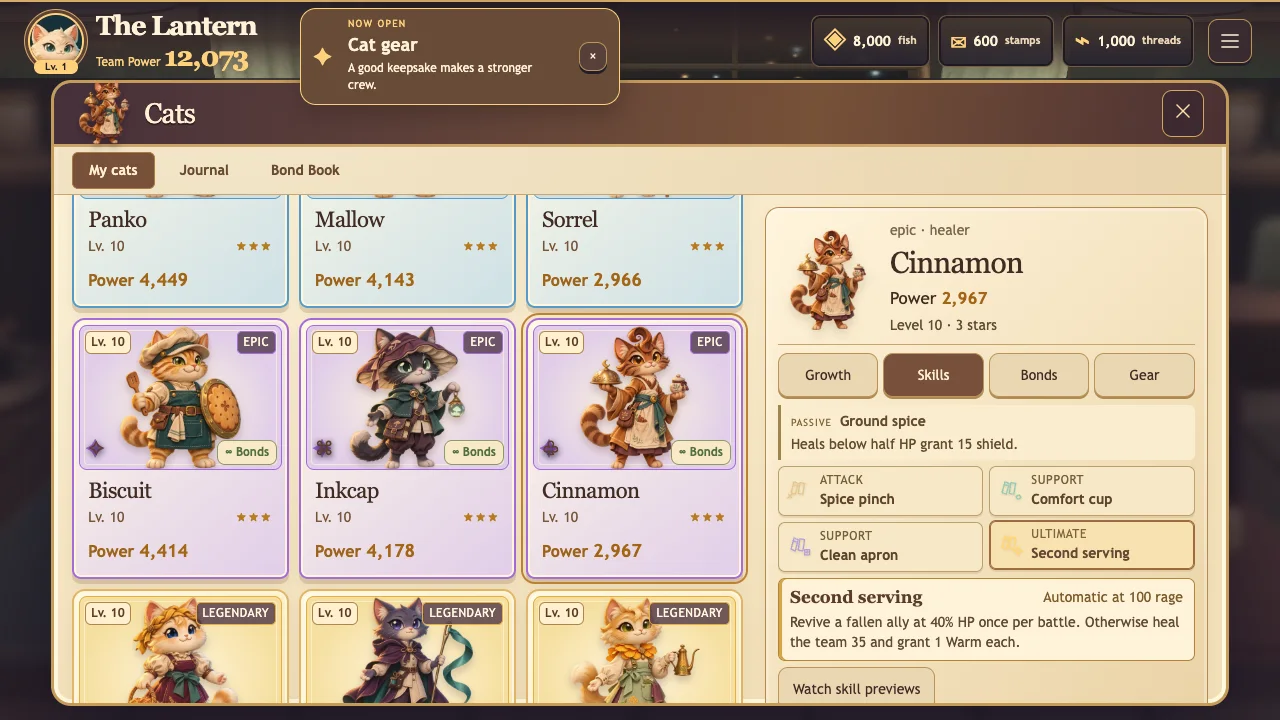 The Lantern
Lv. 1
Team Power 12,073
NOW OPEN
Cat gear
A good keepsake makes a stronger
crew.
×
8,000 fish
600 stamps
1,000 threads
Cats
My cats
Journal
Bond Book
Panko
Lv. 10
Power 4,449
Mallow
Lv. 10
Power 4,143
Sorrel
Lv. 10
Power 2,966
Lv. 10
EPIC
∞ Bonds
Biscuit
Lv. 10
Power 4,414
Lv. 10
EPIC
∞ Bonds
Inkcap
Lv. 10
Power 4,178
Lv. 10
EPIC
∞ Bonds
Cinnamon
Lv. 10
Power 2,967
Lv. 10
LEGENDARY
Lv. 10
LEGENDARY
Lv. 10
LEGENDARY
epic · healer
Cinnamon
Power 2,967
Level 10 · 3 stars
Growth
Skills
Bonds
Gear
PASSIVE Ground spice
Heals below half HP grant 15 shield.
ATTACK
Spice pinch
SUPPORT
Comfort cup
SUPPORT
Clean apron
ULTIMATE
Second serving
Second serving
Automatic at 100 rage
Revive a fallen ally at 40% HP once per battle. Otherwise heal
the team 35 and grant 1 Warm each.
Watch skill previews